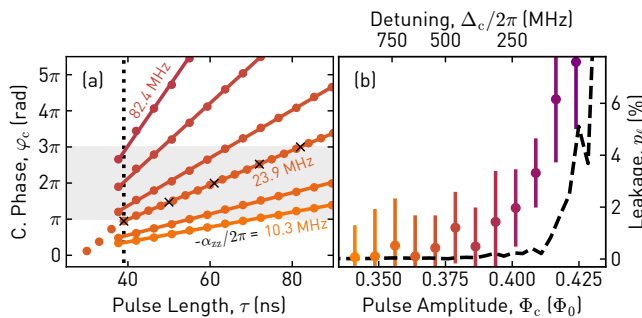 Detuning, Δc/2π (MHz)
750 500 250
(a)
(b)
C. Phase, φc (rad)
5π
4π
3π
2π
π
0
82.4 MHz
23.9 MHz
-αzz/2π = 10.3 MHz
40 60 80
Pulse Length, τ (ns)
Leakage, pℓ (%)
6
4
2
0
0.350 0.375 0.400 0.425
Pulse Amplitude, Φc (Φ0)